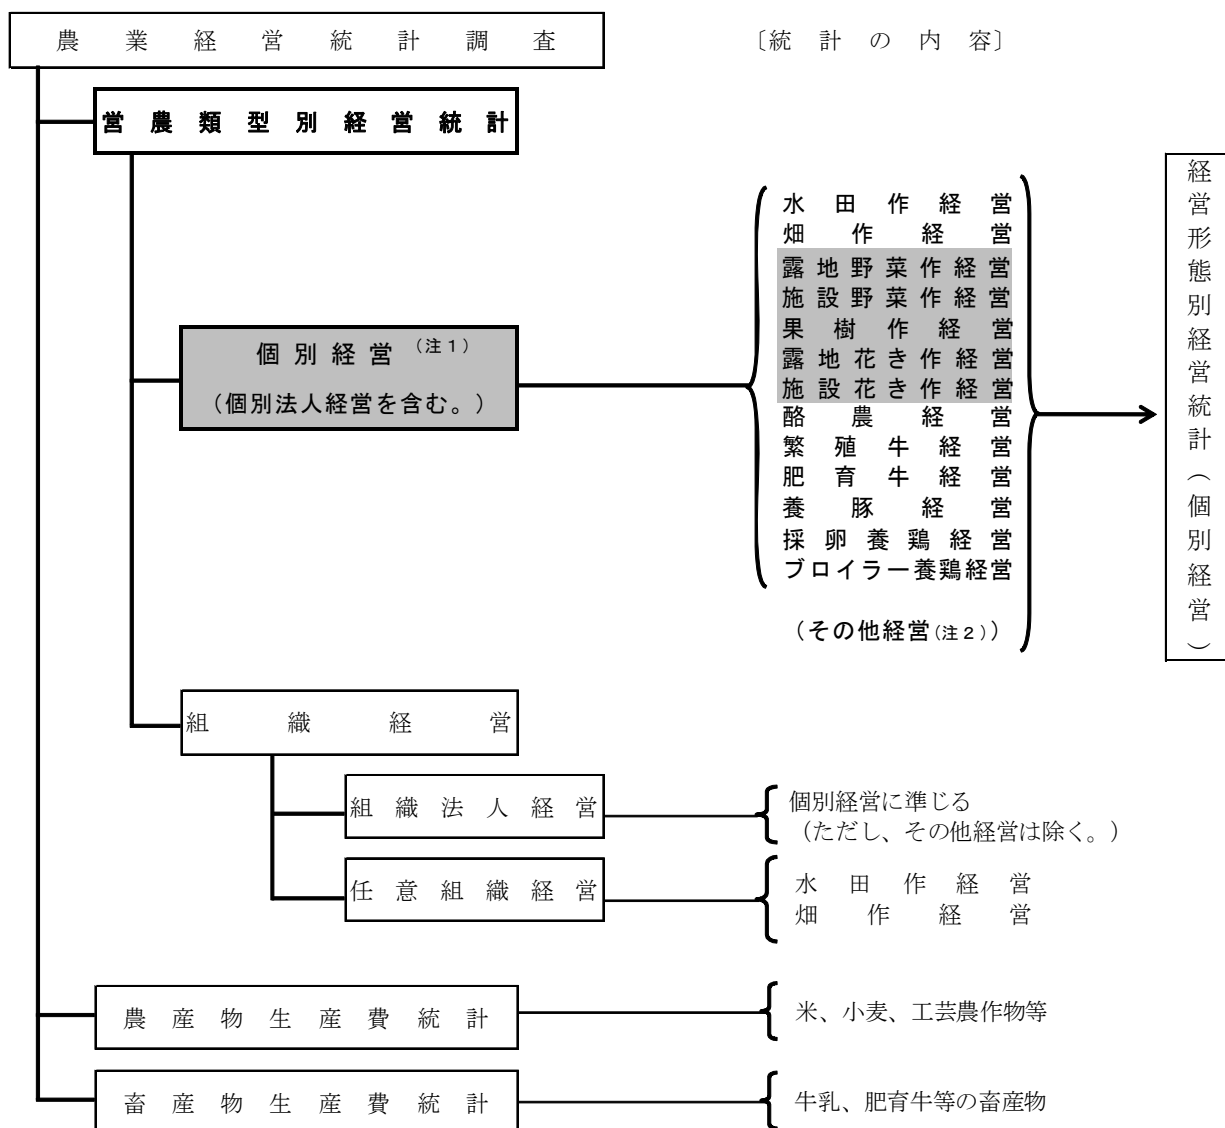 農業経営統計調査
〔統計の内容〕
営農類型別経営統計
個別経営（注１）
（個別法人経営を含む。）
水田作経営
畑作経営
露地野菜作経営
施設野菜作経営
果樹作経営
露地花き作経営
施設花き作経営
酪農経営
繁殖牛経営
肥育牛経営
養豚経営
採卵養鶏経営
ブロイラー養鶏経営
（その他経営（注２））
経営形態別経営統計（個別経営）
組織経営
組織法人経営
個別経営に準じる
（ただし、その他経営は除く。）
任意組織経営
水田作経営
畑作経営
農産物生産費統計
米、小麦、工芸農作物等
畜産物生産費統計
牛乳、肥育牛等の畜産物